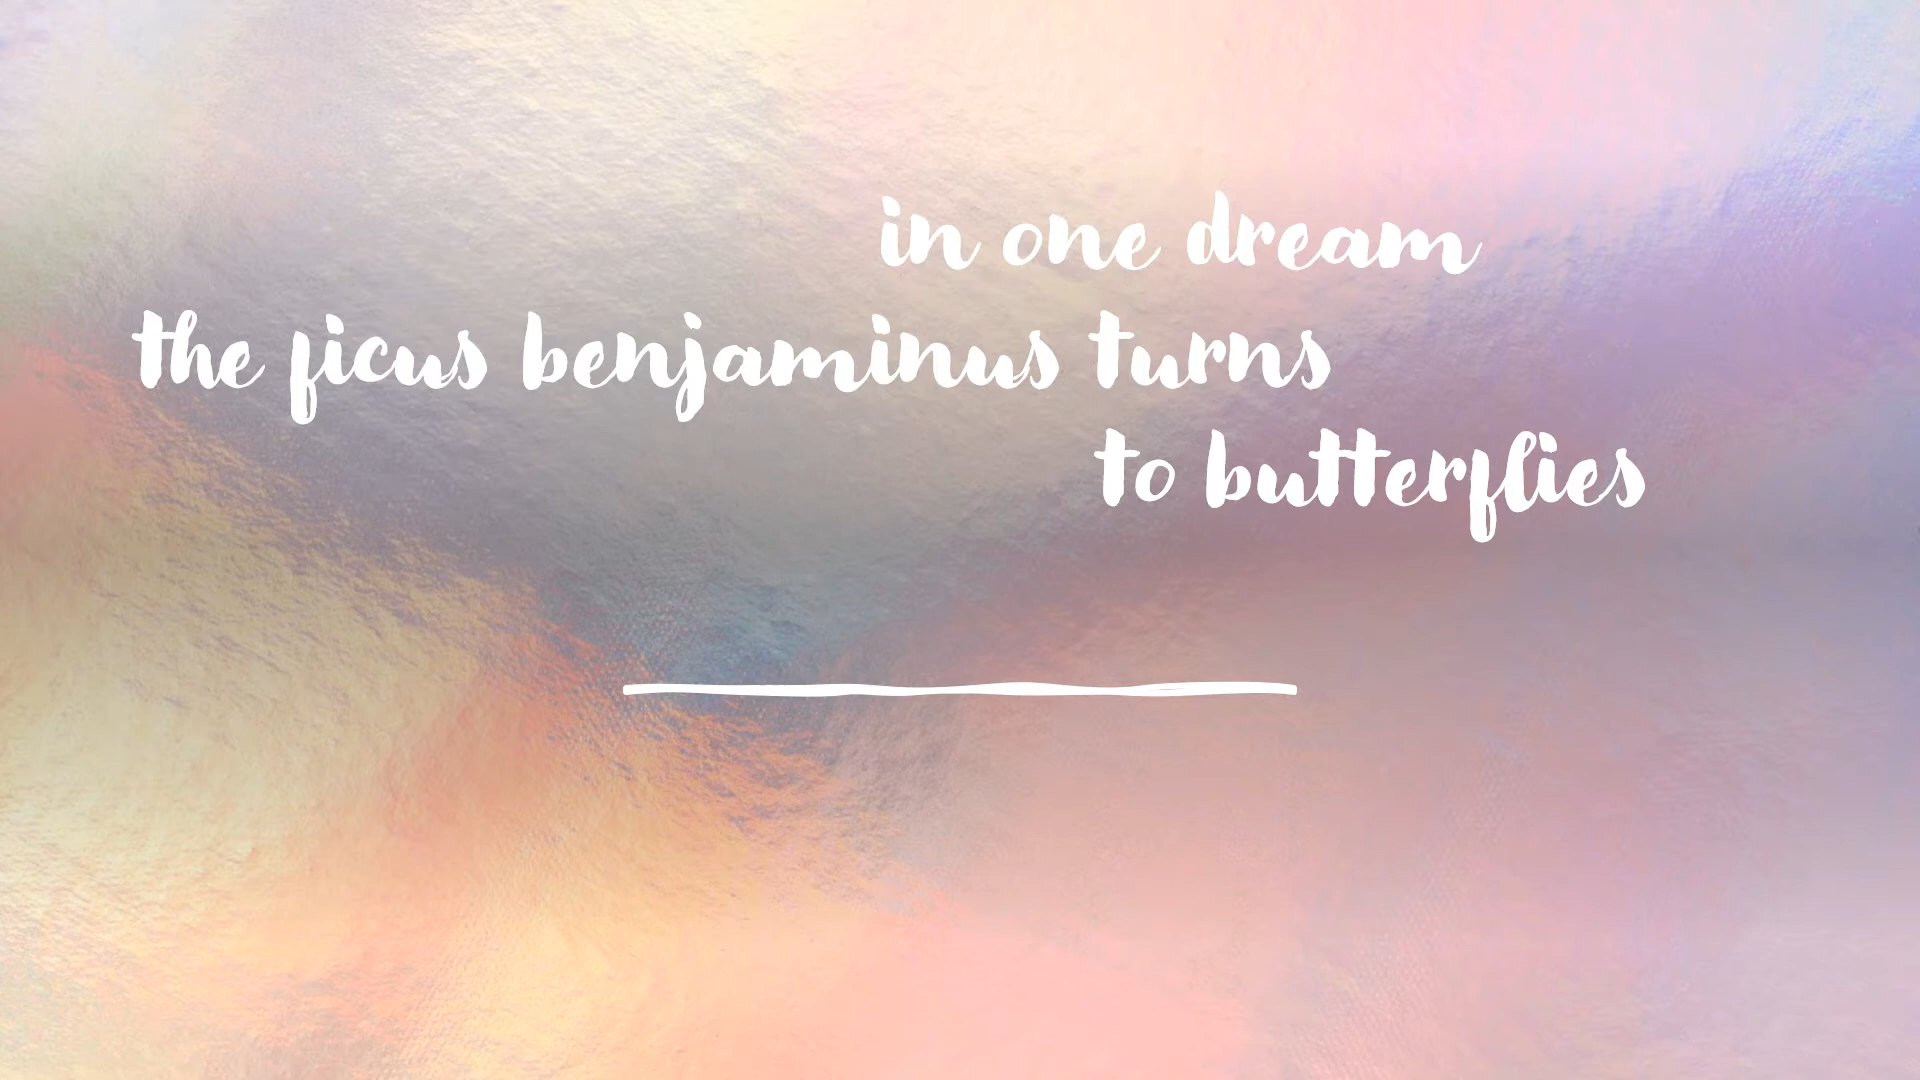 in one dream
the ficus benjaminus turns
to butterflies